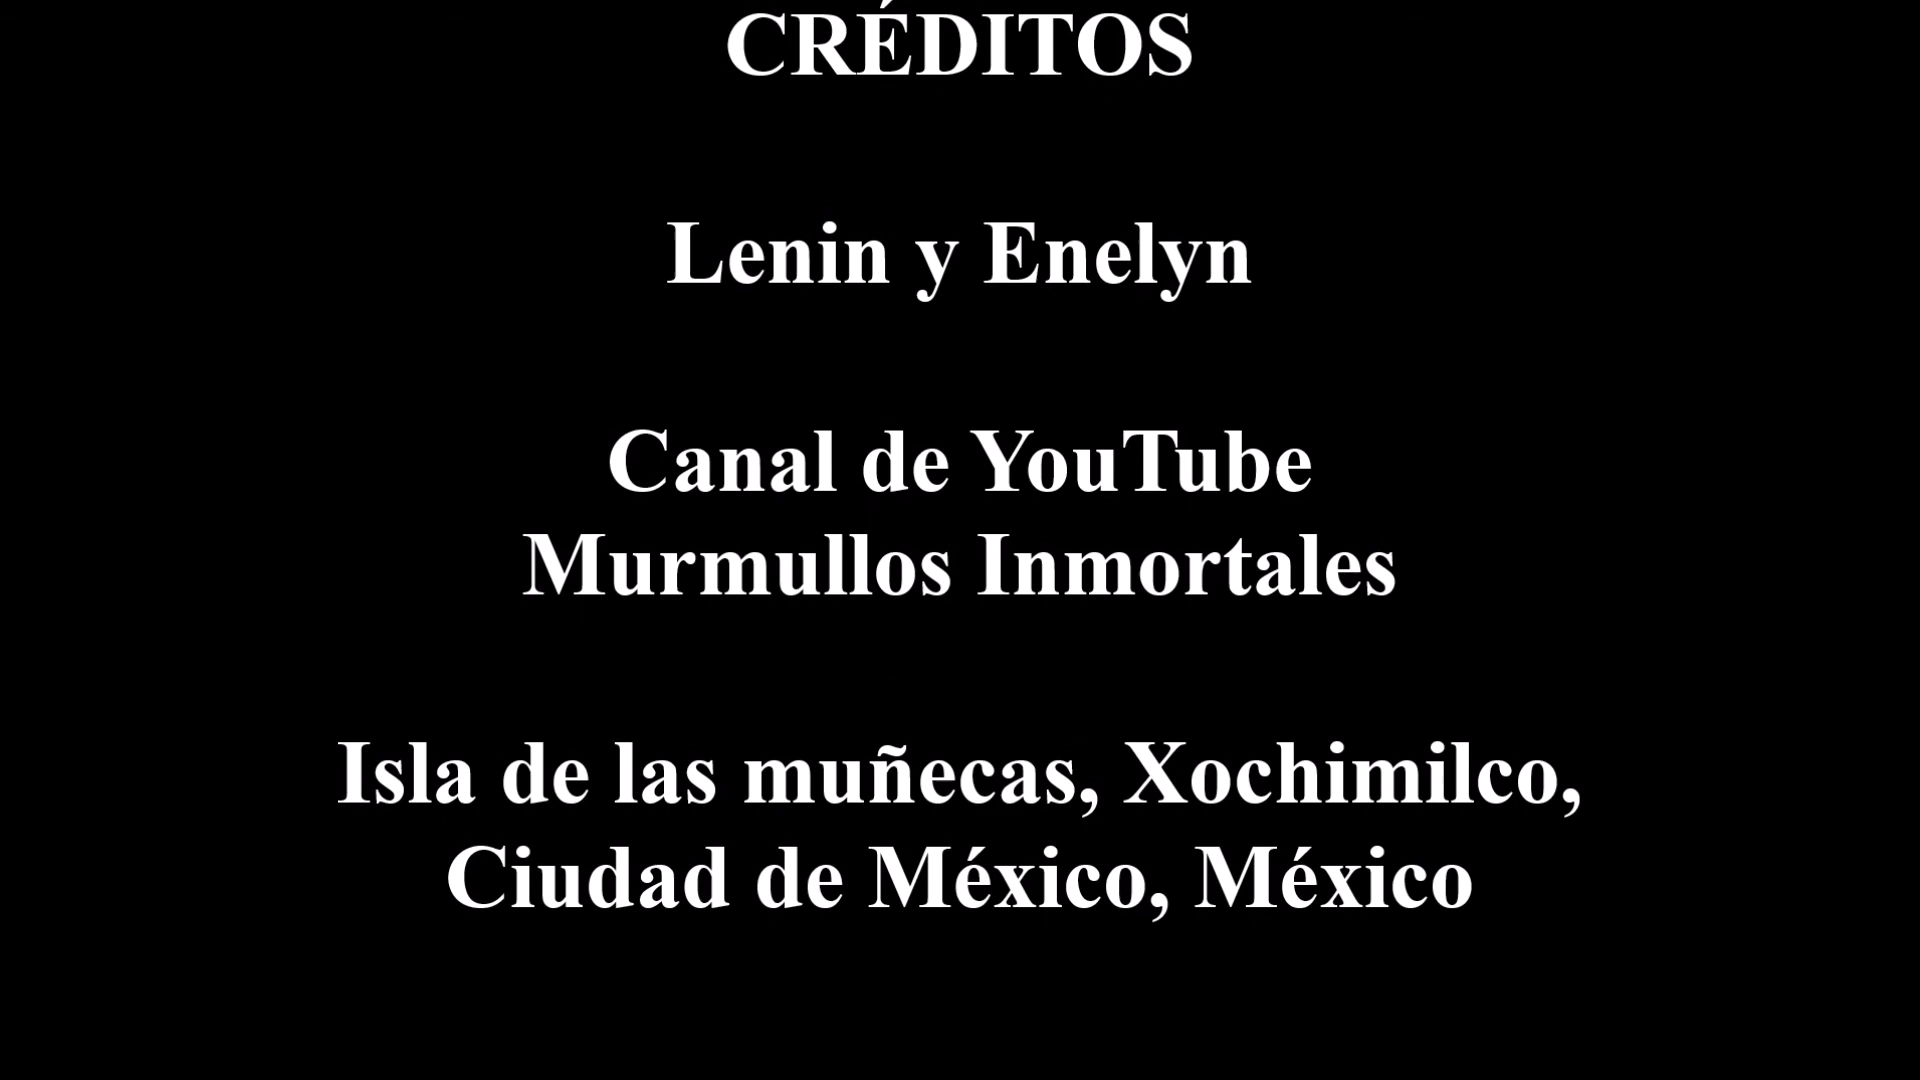 CRÉDITOS
Lenin y Enelyn
Canal de YouTube
Murmullos Inmortales
Isla de las muñecas, Xochimilco,
Ciudad de México, México